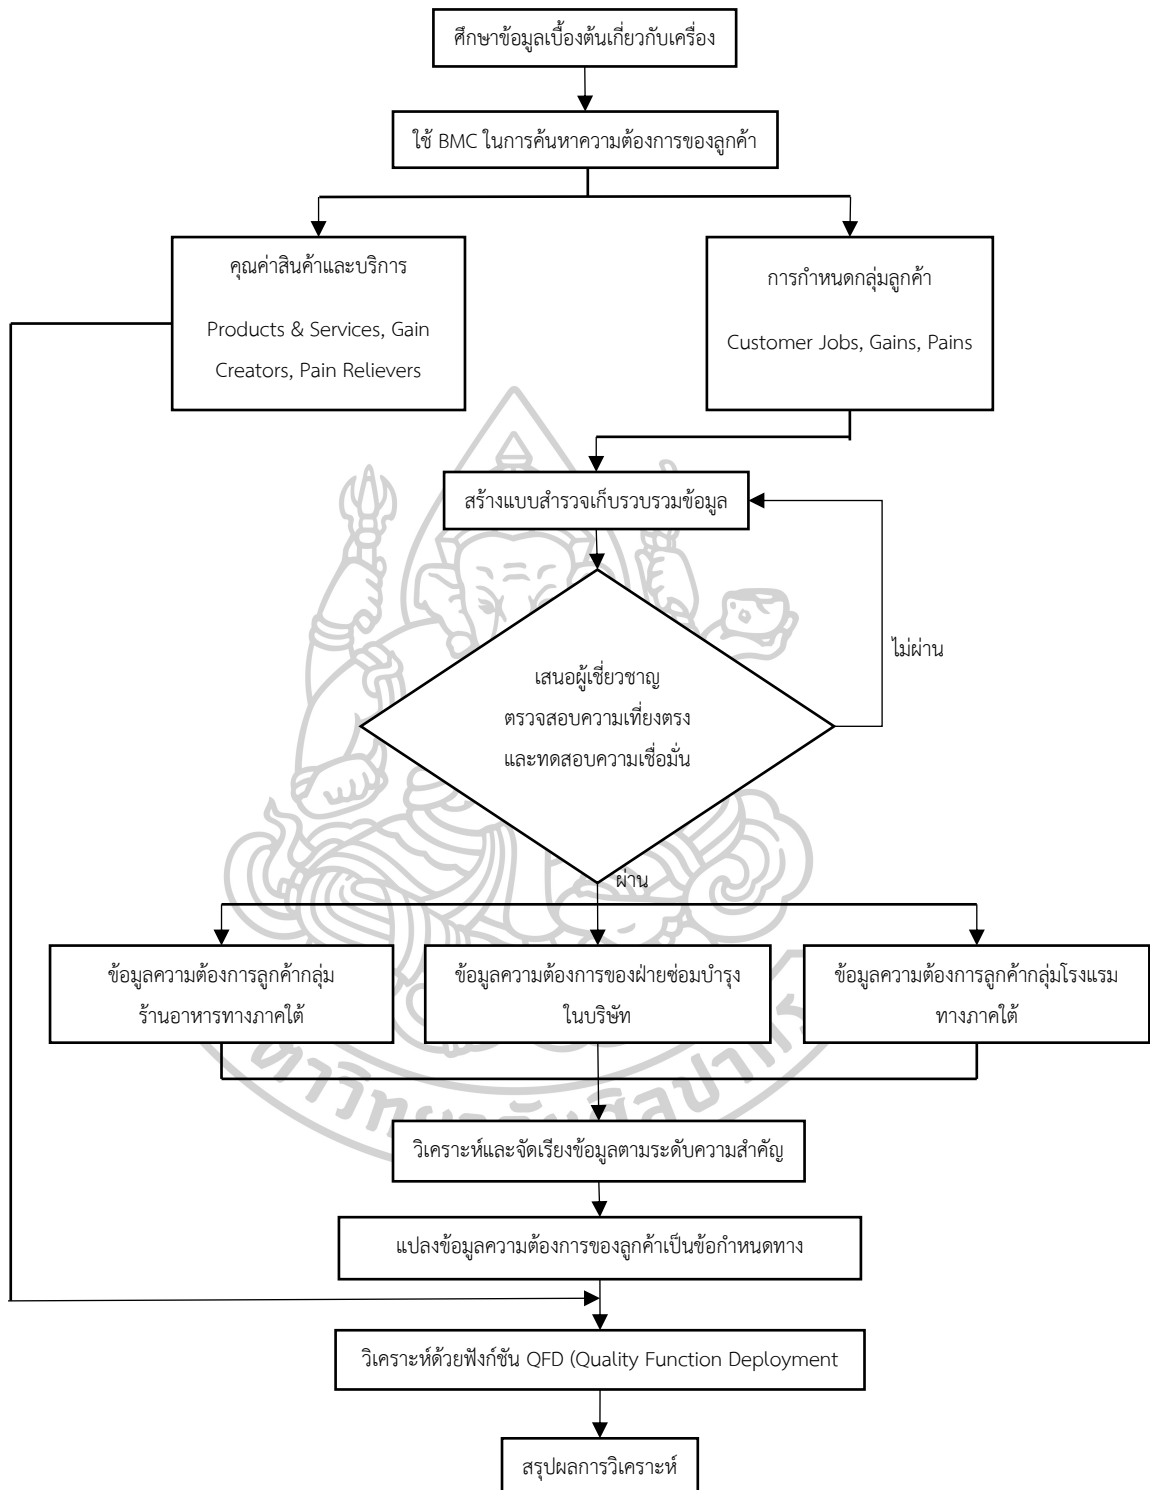 ศึกษาข้อมูลเบื้องต้นเกี่ยวกับเครื่อง
ใช้ BMC ในการค้นหาความต้องการของลูกค้า
คุณค่าสินค้าและบริการ
Products & Services, Gain
Creators, Pain Relievers
การกำหนดกลุ่มลูกค้า
Customer Jobs, Gains, Pains
สร้างแบบสำรวจเก็บรวบรวมข้อมูล
ไม่ผ่าน
เสนอผู้เชี่ยวชาญ
ตรวจสอบความเที่ยงตรง
และทดสอบความเชื่อมั่น
ผ่าน
ข้อมูลความต้องการลูกค้ากลุ่ม
ร้านอาหารทางภาคใต้
ข้อมูลความต้องการของฝ่ายซ่อมบำรุง
ในบริษัท
ข้อมูลความต้องการลูกค้ากลุ่มโรงแรม
ทางภาคใต้
วิเคราะห์และจัดเรียงข้อมูลตามระดับความสำคัญ
แปลงข้อมูลความต้องการของลูกค้าเป็นข้อกำหนดทาง
วิเคราะห์ด้วยฟังก์ชัน QFD (Quality Function Deployment
สรุปผลการวิเคราะห์